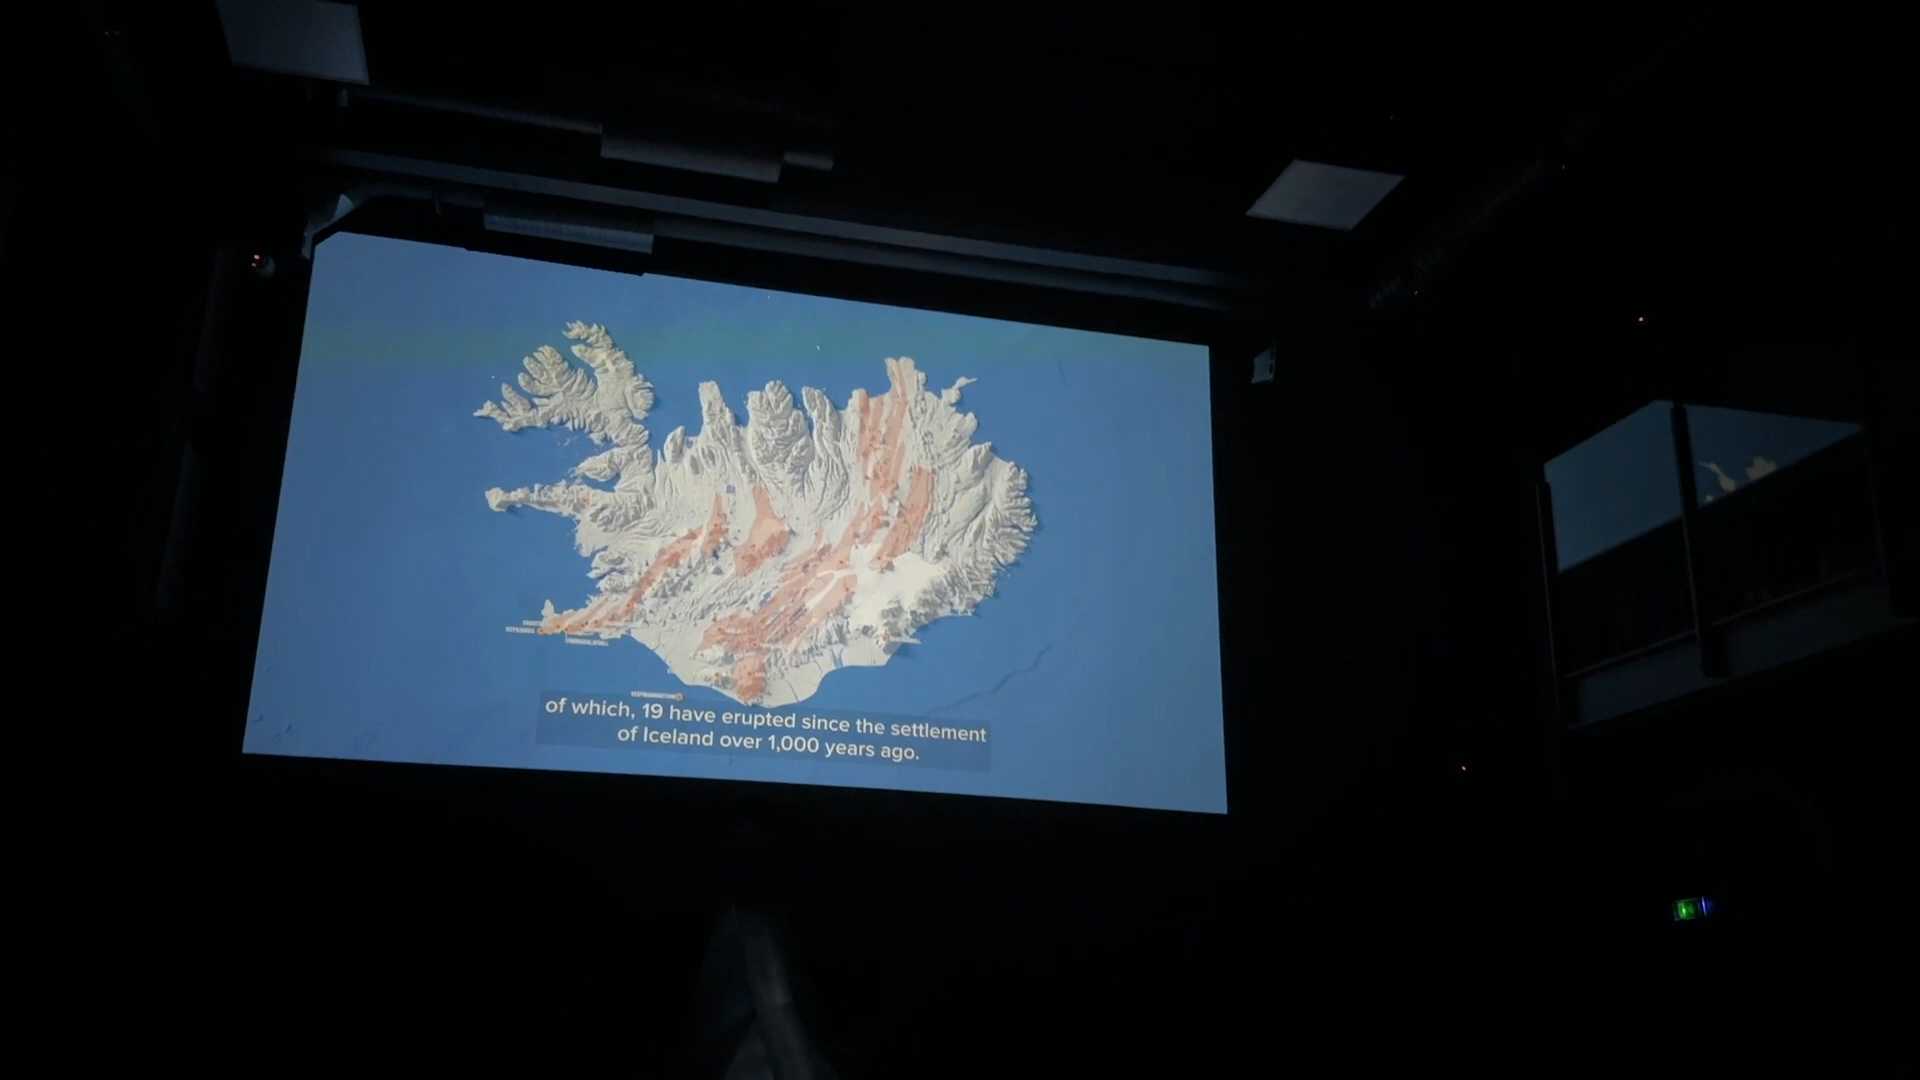 of which, 19 have erupted since the settlement
of Iceland over 1,000 years ago.